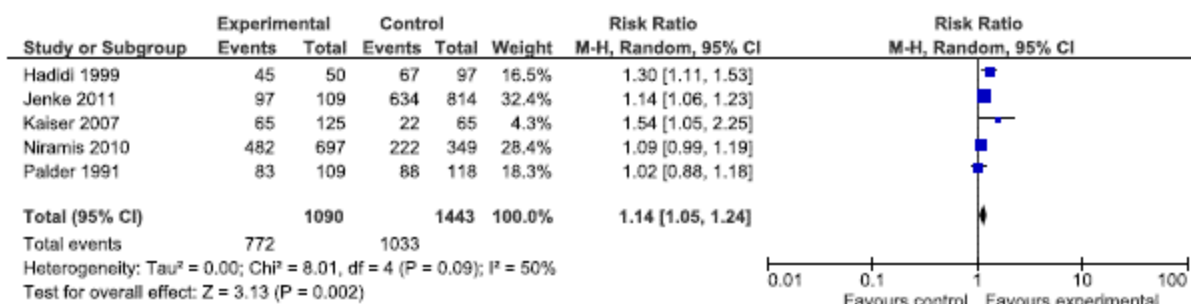 Experimental Control Risk Ratio Risk Ratio
Study or Subgroup Events Total Events Total Weight M-H, Random, 95% CI M-H, Random, 95% CI
Hadidi 1999 45 50 67 97 16.5% 1.30 [1.11, 1.53]
Jenke 2011 97 109 634 814 32.4% 1.14 [1.06, 1.23]
Kaiser 2007 65 125 22 65 4.3% 1.54 [1.05, 2.25]
Niramis 2010 482 697 222 349 28.4% 1.09 [0.99, 1.19]
Palder 1991 83 109 88 118 18.3% 1.02 [0.88, 1.18]
Total (95% CI) 1090 1443 100.0% 1.14 [1.05, 1.24]
Total events 772 1033
Heterogeneity: Tau² = 0.00; Chi² = 8.01, df = 4 (P = 0.09); I² = 50%
Test for overall effect: Z = 3.13 (P = 0.002)
0.01 0.1 1 10 100
Favours control Favours experimental